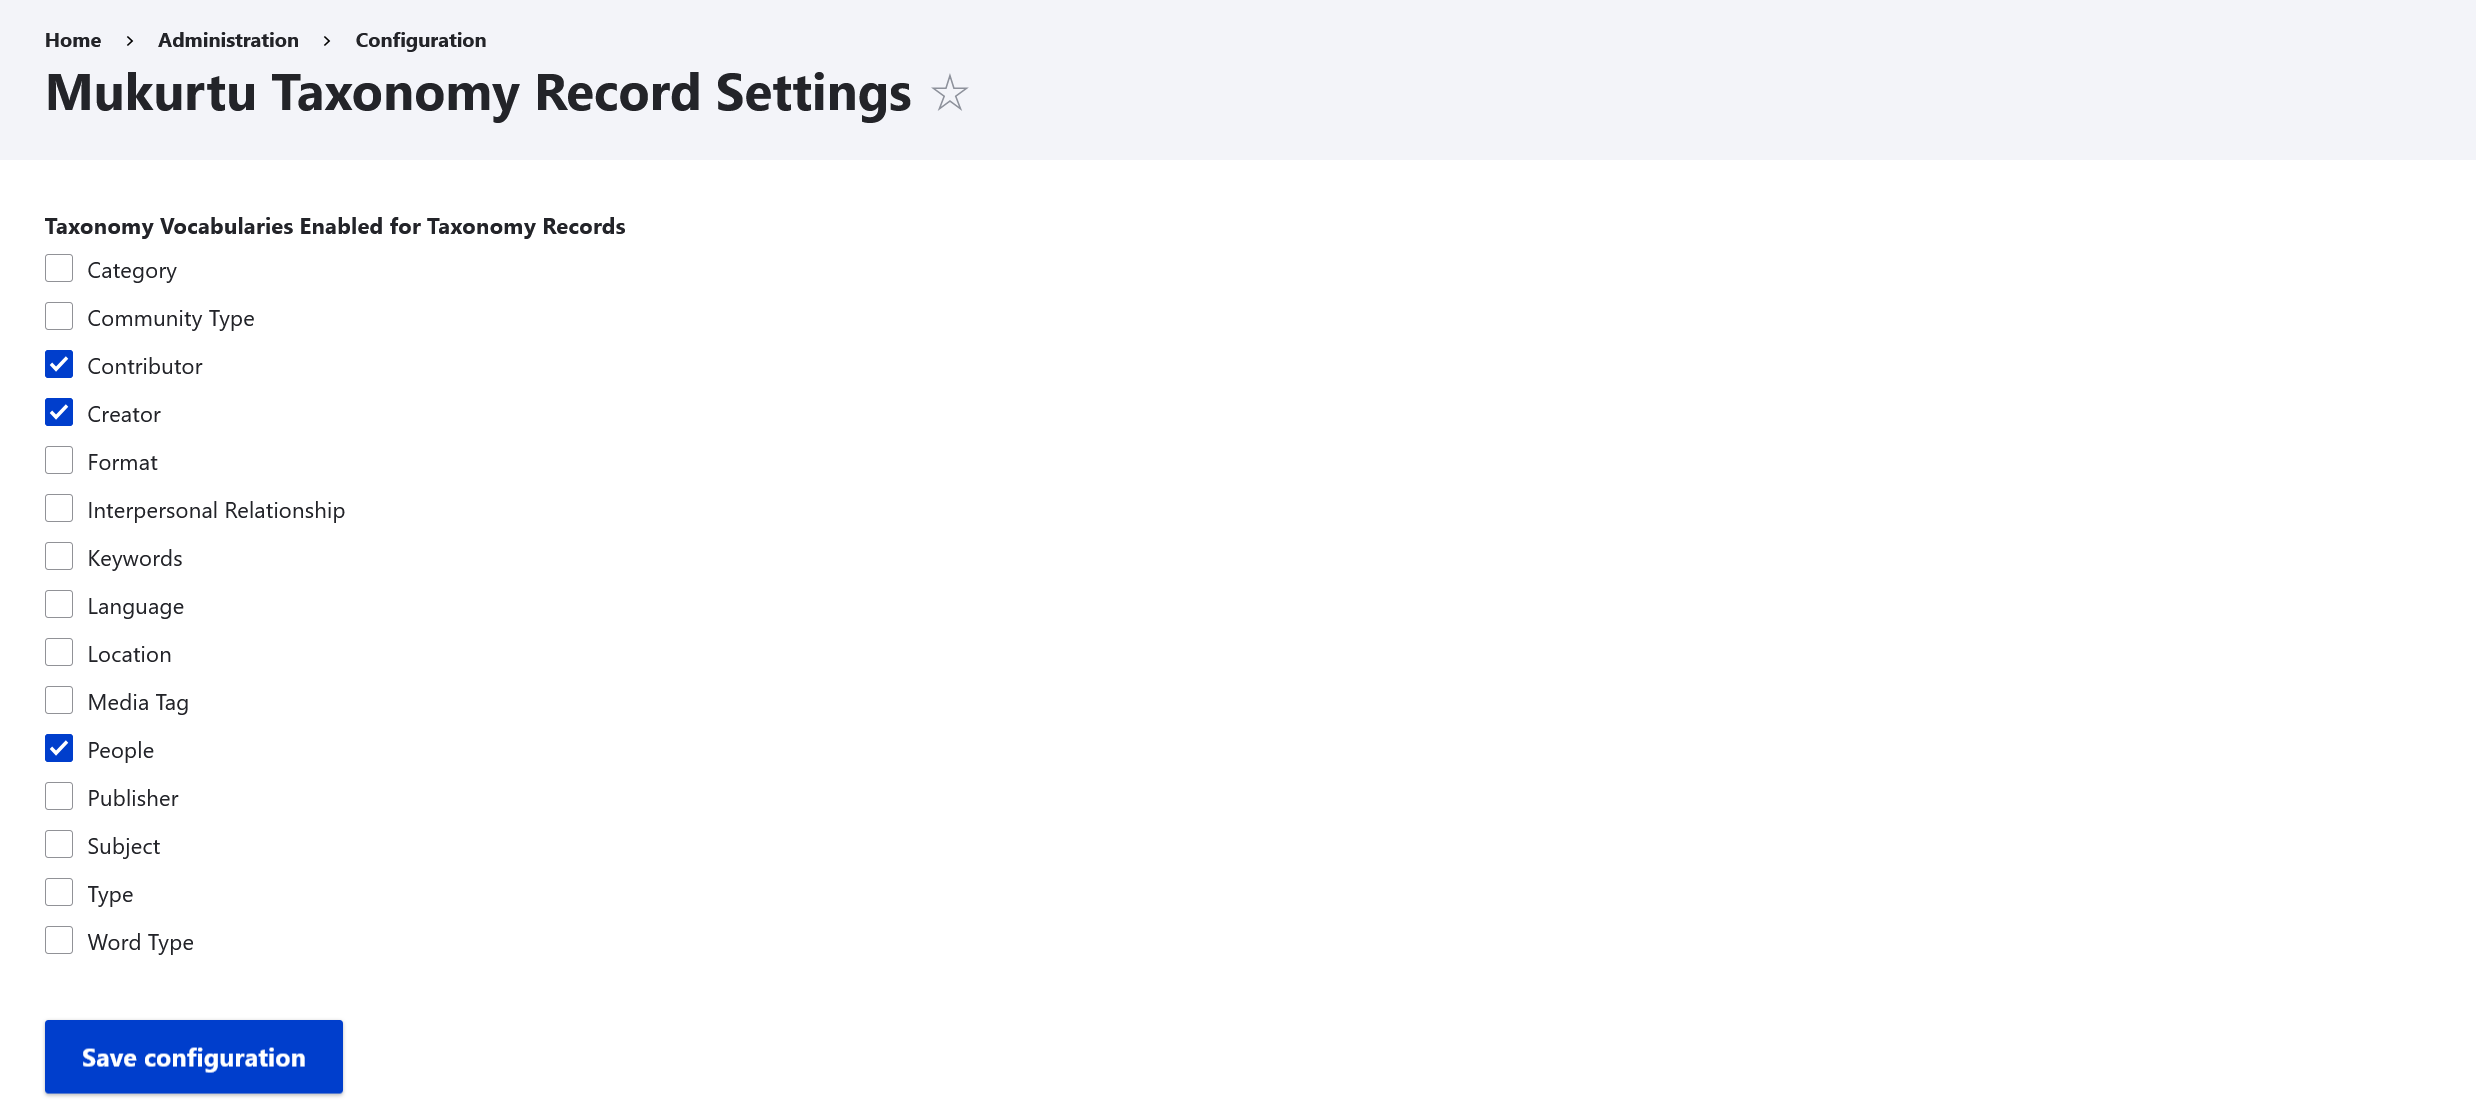 Home > Administration > Configuration
Mukurtu Taxonomy Record Settings
Taxonomy Vocabularies Enabled for Taxonomy Records
Category
Community Type
Contributor
Creator
Format
Interpersonal Relationship
Keywords
Language
Location
Media Tag
People
Publisher
Subject
Type
Word Type
Save configuration